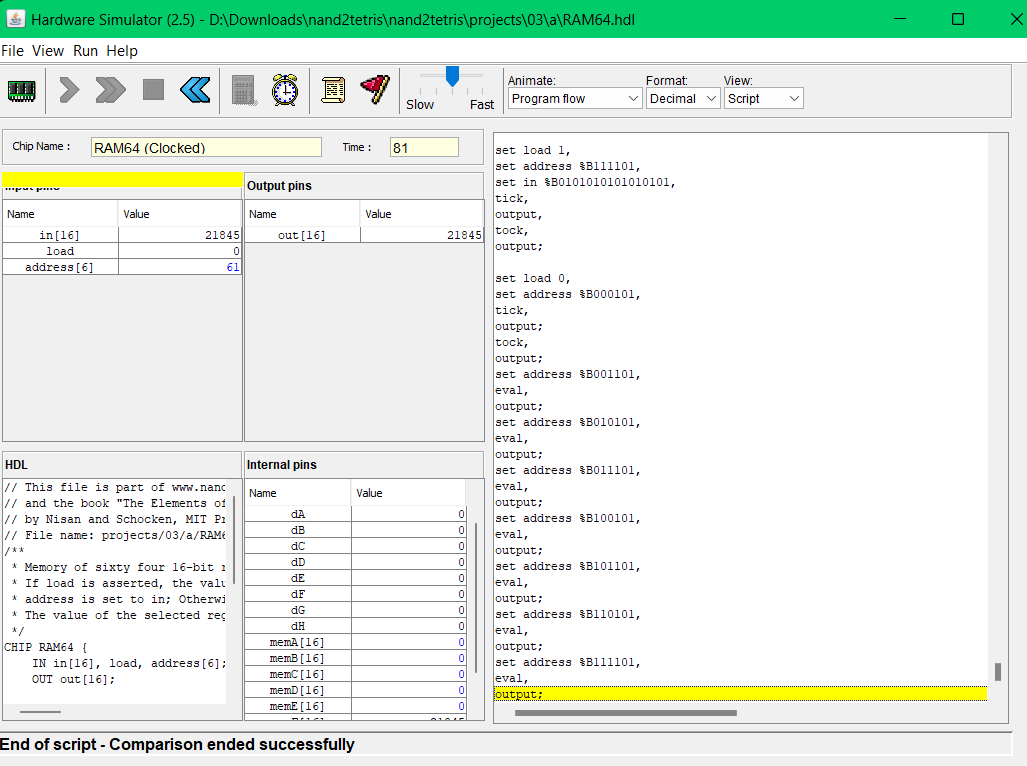 Hardware Simulator (2.5) - D:\Downloads\nand2tetris\nand2tetris\projects\03\a\RAM64.hdl
File View Run Help
Slow Fast
Animate: Format: View:
Program flow Decimal Script
Chip Name : RAM64 (Clocked) Time : 81
Input pins
Name Value
in[16] 21845
load 0
address[6] 61
Output pins
Name Value
out[16] 21845
HDL
// This file is part of www.nand
// and the book "The Elements of
// by Nisan and Schocken, MIT Pr
// File name: projects/03/a/RAM6
/**
* Memory of sixty four 16-bit r
* If load is asserted, the valu
* address is set to in; Otherwi
* The value of the selected reg
*/
CHIP RAM64 {
IN in[16], load, address[6];
OUT out[16];
Internal pins
Name Value
dA 0
dB 0
dC 0
dD 0
dE 0
dF 0
dG 0
dH 0
memA[16] 0
memB[16] 0
memC[16] 0
memD[16] 0
memE[16] 0
set load 1,
set address %B111101,
set in %B0101010101010101,
tick,
output,
tock,
output;
set load 0,
set address %B000101,
tick,
output;
tock,
output;
set address %B001101,
eval,
output;
set address %B010101,
eval,
output;
set address %B011101,
eval,
output;
set address %B100101,
eval,
output;
set address %B101101,
eval,
output;
set address %B110101,
eval,
output;
set address %B111101,
eval,
output;
End of script - Comparison ended successfully